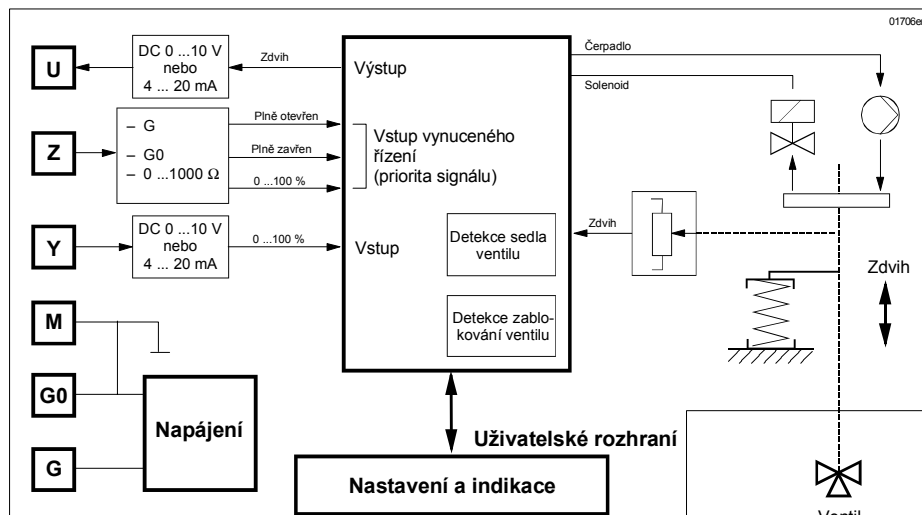 01706en
U
DC 0 ...10 V
nebo
4 ... 20 mA
Zdvih
Výstup
Čerpadlo
Solenoid
Z
– G
– G0
– 0 ...1000 Ω
Plně otevřen
Plně zavřen
0 ...100 %
Vstup vynuceného
řízení
(priorita signálu)
Y
DC 0 ...10 V
nebo
4 ... 20 mA
0 ...100 %
Vstup
Detekce sedla
ventilu
Zdvih
Zdvih
M
G0
G
Napájení
Detekce zablo-
kování ventilu
Uživatelské rozhraní
Nastavení a indikace
Ventil